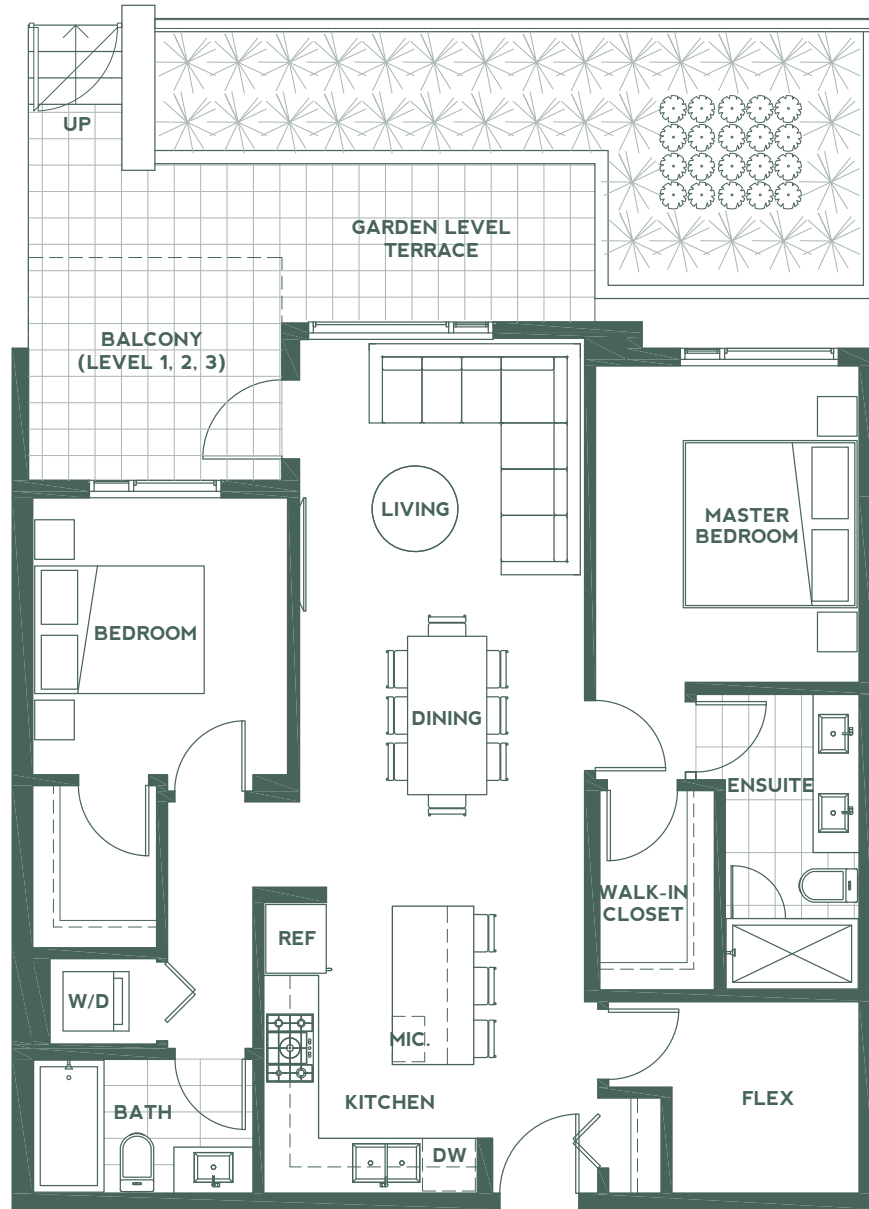 UP
GARDEN LEVEL
TERRACE
BALCONY
(LEVEL 1, 2, 3)
LIVING
MASTER
BEDROOM
BEDROOM
DINING
ENSUITE
WALK-IN
CLOSET
REF
W/D
MIC.
KITCHEN
FLEX
BATH
DW